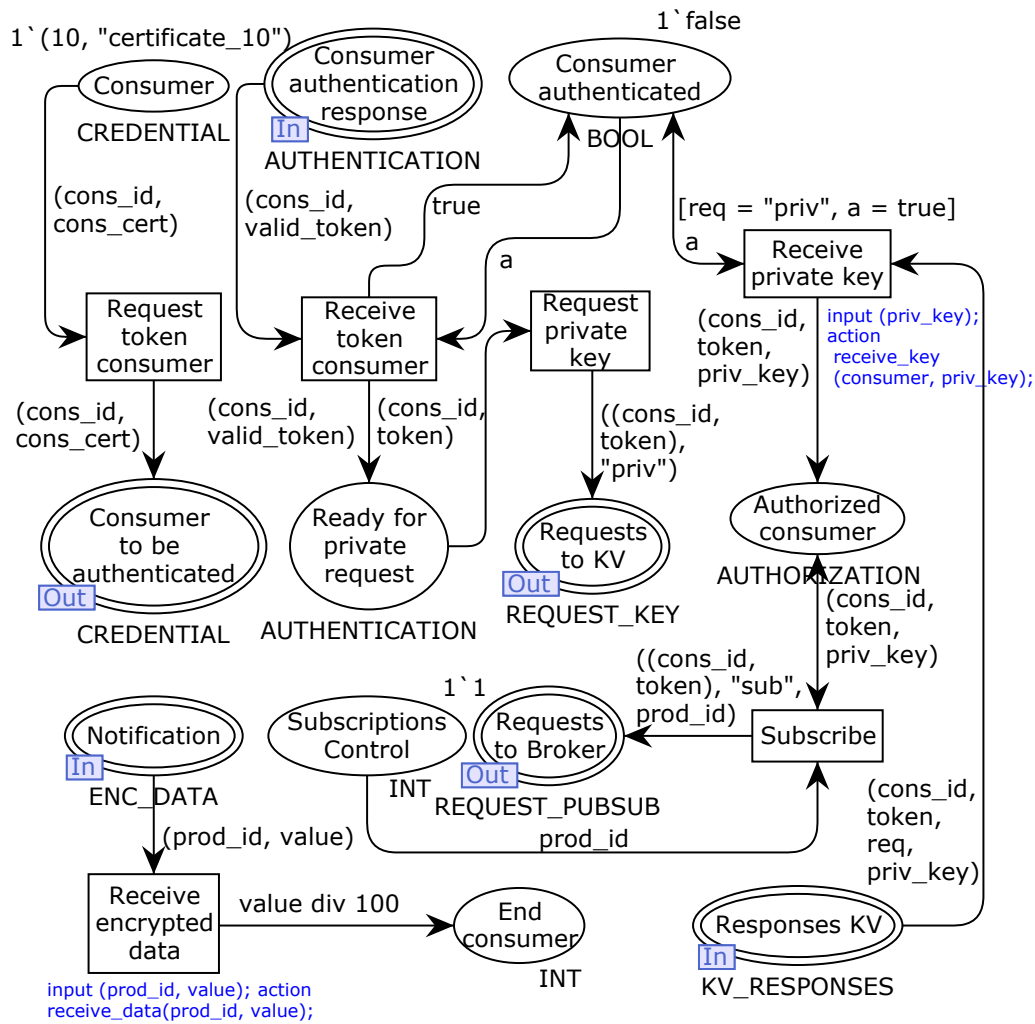 1`(10, "certificate_10")
Consumer
CREDENTIAL
Consumer
authentication
response
In
AUTHENTICATION
1`false
Consumer
authenticated
BOOL
(cons_id,
cons_cert)
(cons_id,
valid_token)
true
a
[req = "priv", a = true]
a
Receive
private key
Request
token
consumer
Receive
token
consumer
Request
private
key
(cons_id,
token,
priv_key)
input (priv_key);
action
receive_key
(consumer, priv_key);
(cons_id,
cons_cert)
(cons_id,
valid_token)
(cons_id,
token)
((cons_id,
token),
"priv")
Consumer
to be
authenticated
Out
CREDENTIAL
Ready for
private
request
AUTHENTICATION
Requests
to KV
Out
REQUEST_KEY
Authorized
consumer
AUTHORIZATION
(cons_id,
token,
priv_key)
Notification
In
ENC_DATA
Subscriptions
Control
INT
1`1
Requests
to Broker
Out
REQUEST_PUBSUB
((cons_id,
token), "sub",
prod_id)
Subscribe
prod_id
(cons_id,
token,
req,
priv_key)
(prod_id, value)
Receive
encrypted
data
value div 100
End
consumer
INT
Responses KV
In
KV_RESPONSES
input (prod_id, value); action
receive_data(prod_id, value);